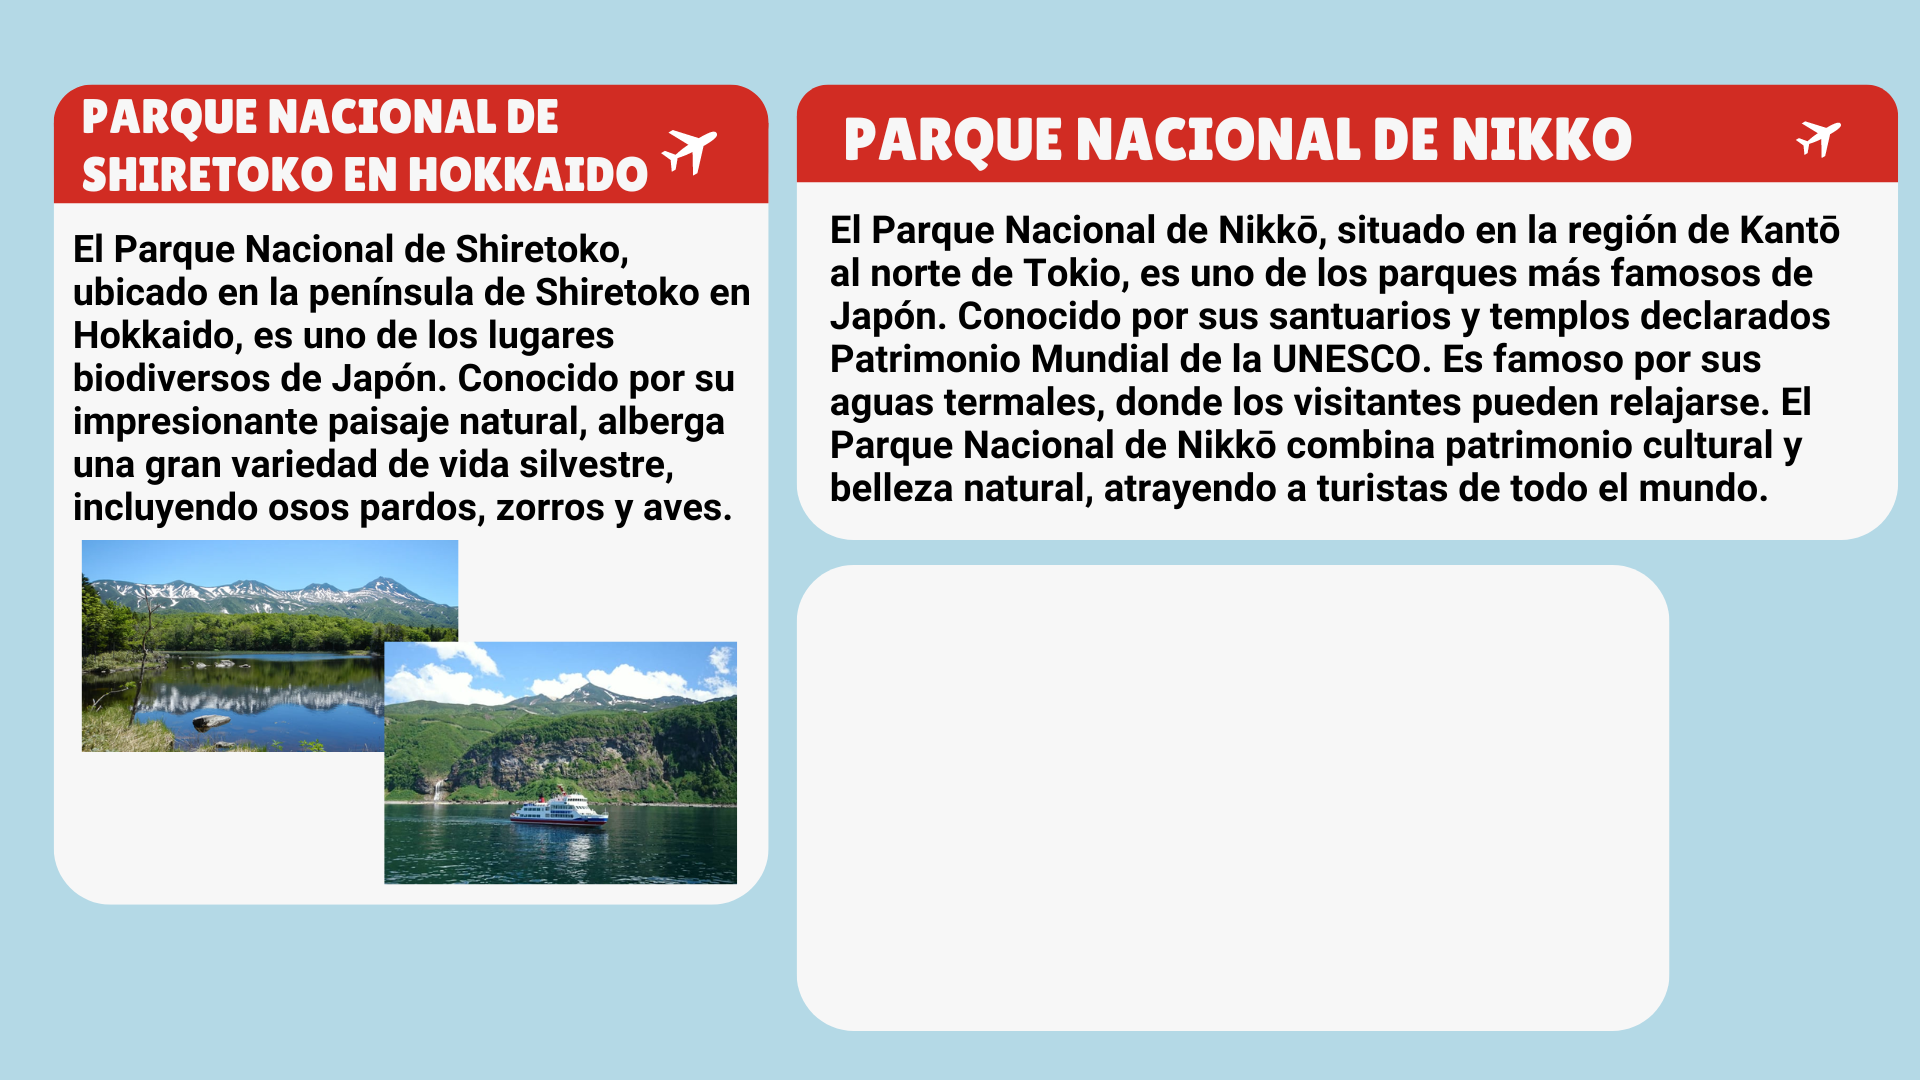 PARQUE NACIONAL DE
SHIRETOKO EN HOKKAIDO
El Parque Nacional de Shiretoko,
ubicado en la península de Shiretoko en
Hokkaido, es uno de los lugares
biodiversos de Japón. Conocido por su
impresionante paisaje natural, alberga
una gran variedad de vida silvestre,
incluyendo osos pardos, zorros y aves.
PARQUE NACIONAL DE NIKKO
El Parque Nacional de Nikkō, situado en la región de Kantō
al norte de Tokio, es uno de los parques más famosos de
Japón. Conocido por sus santuarios y templos declarados
Patrimonio Mundial de la UNESCO. Es famoso por sus
aguas termales, donde los visitantes pueden relajarse. El
Parque Nacional de Nikkō combina patrimonio cultural y
belleza natural, atrayendo a turistas de todo el mundo.